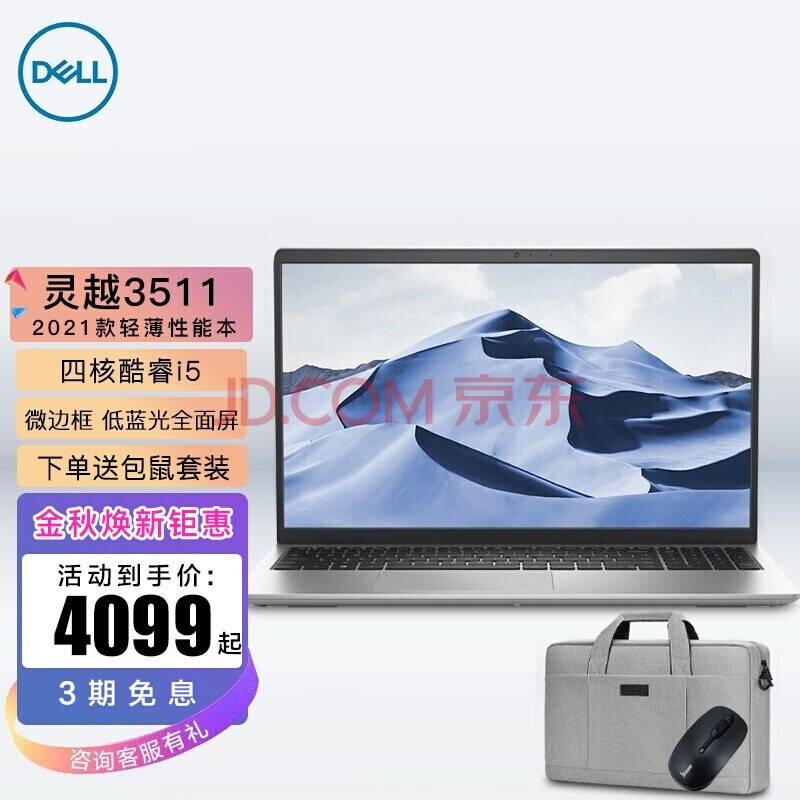 DELL
灵越3511
2021款轻薄性能本
四核酷睿i5
微边框 低蓝光全面屏
下单送包鼠套装
JD.COM 京东
金秋焕新钜惠
活动到手价：
4099起
3期免息
咨询客服有礼